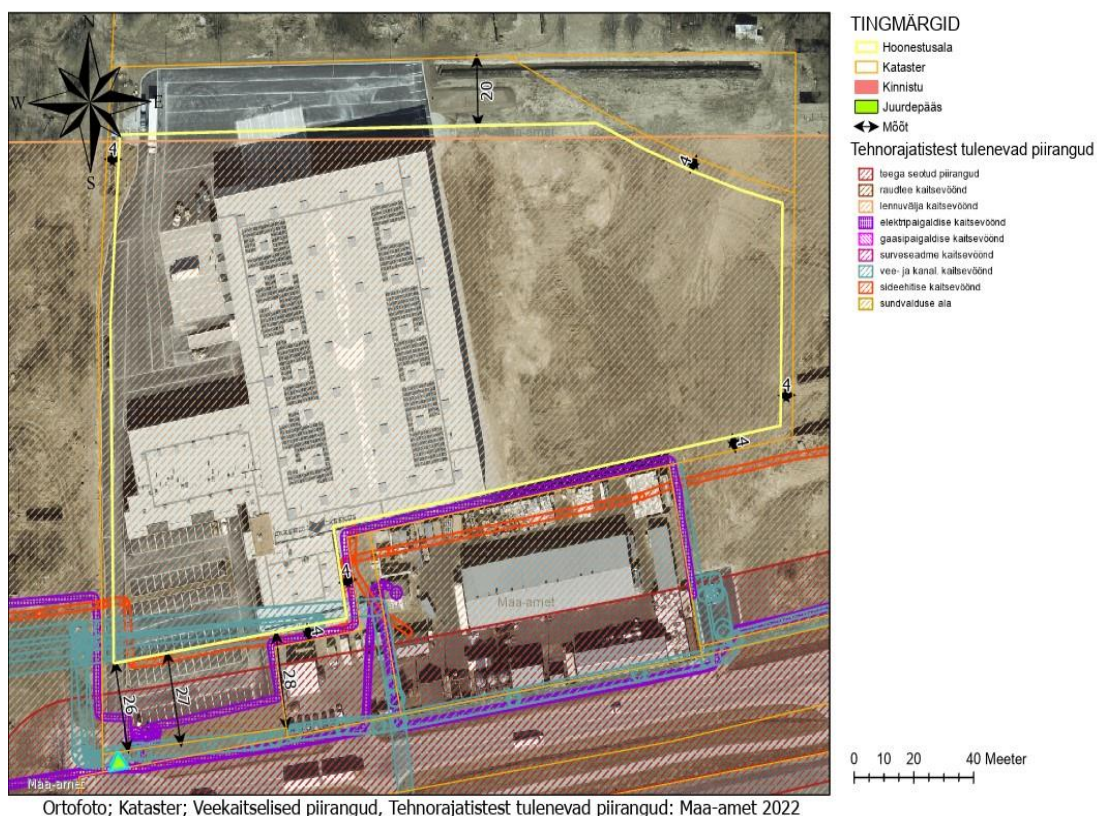 TINGMÄRGID
Hoonestusala
Kataster
Kinnistu
Juurdepääs
Mõõt
Tehnorajatistest tulenevad piirangud
teega seotud piirangud
raudtee kaitsevöönd
lennuvälja kaitsevöönd
elektripaigaldise kaitsevöönd
gaasipaigaldise kaitsevöönd
surveseadme kaitsevöönd
vee- ja kanal. kaitsevöönd
sideehitise kaitsevöönd
sundvalduse ala
W
E
S
20
4
4
4
4
4
4
26
27
28
Maa-amet
Maa-amet
0 10 20 40 Meeter
Ortofoto; Kataster; Veekaitselised piirangud, Tehnorajatistest tulenevad piirangud: Maa-amet 2022